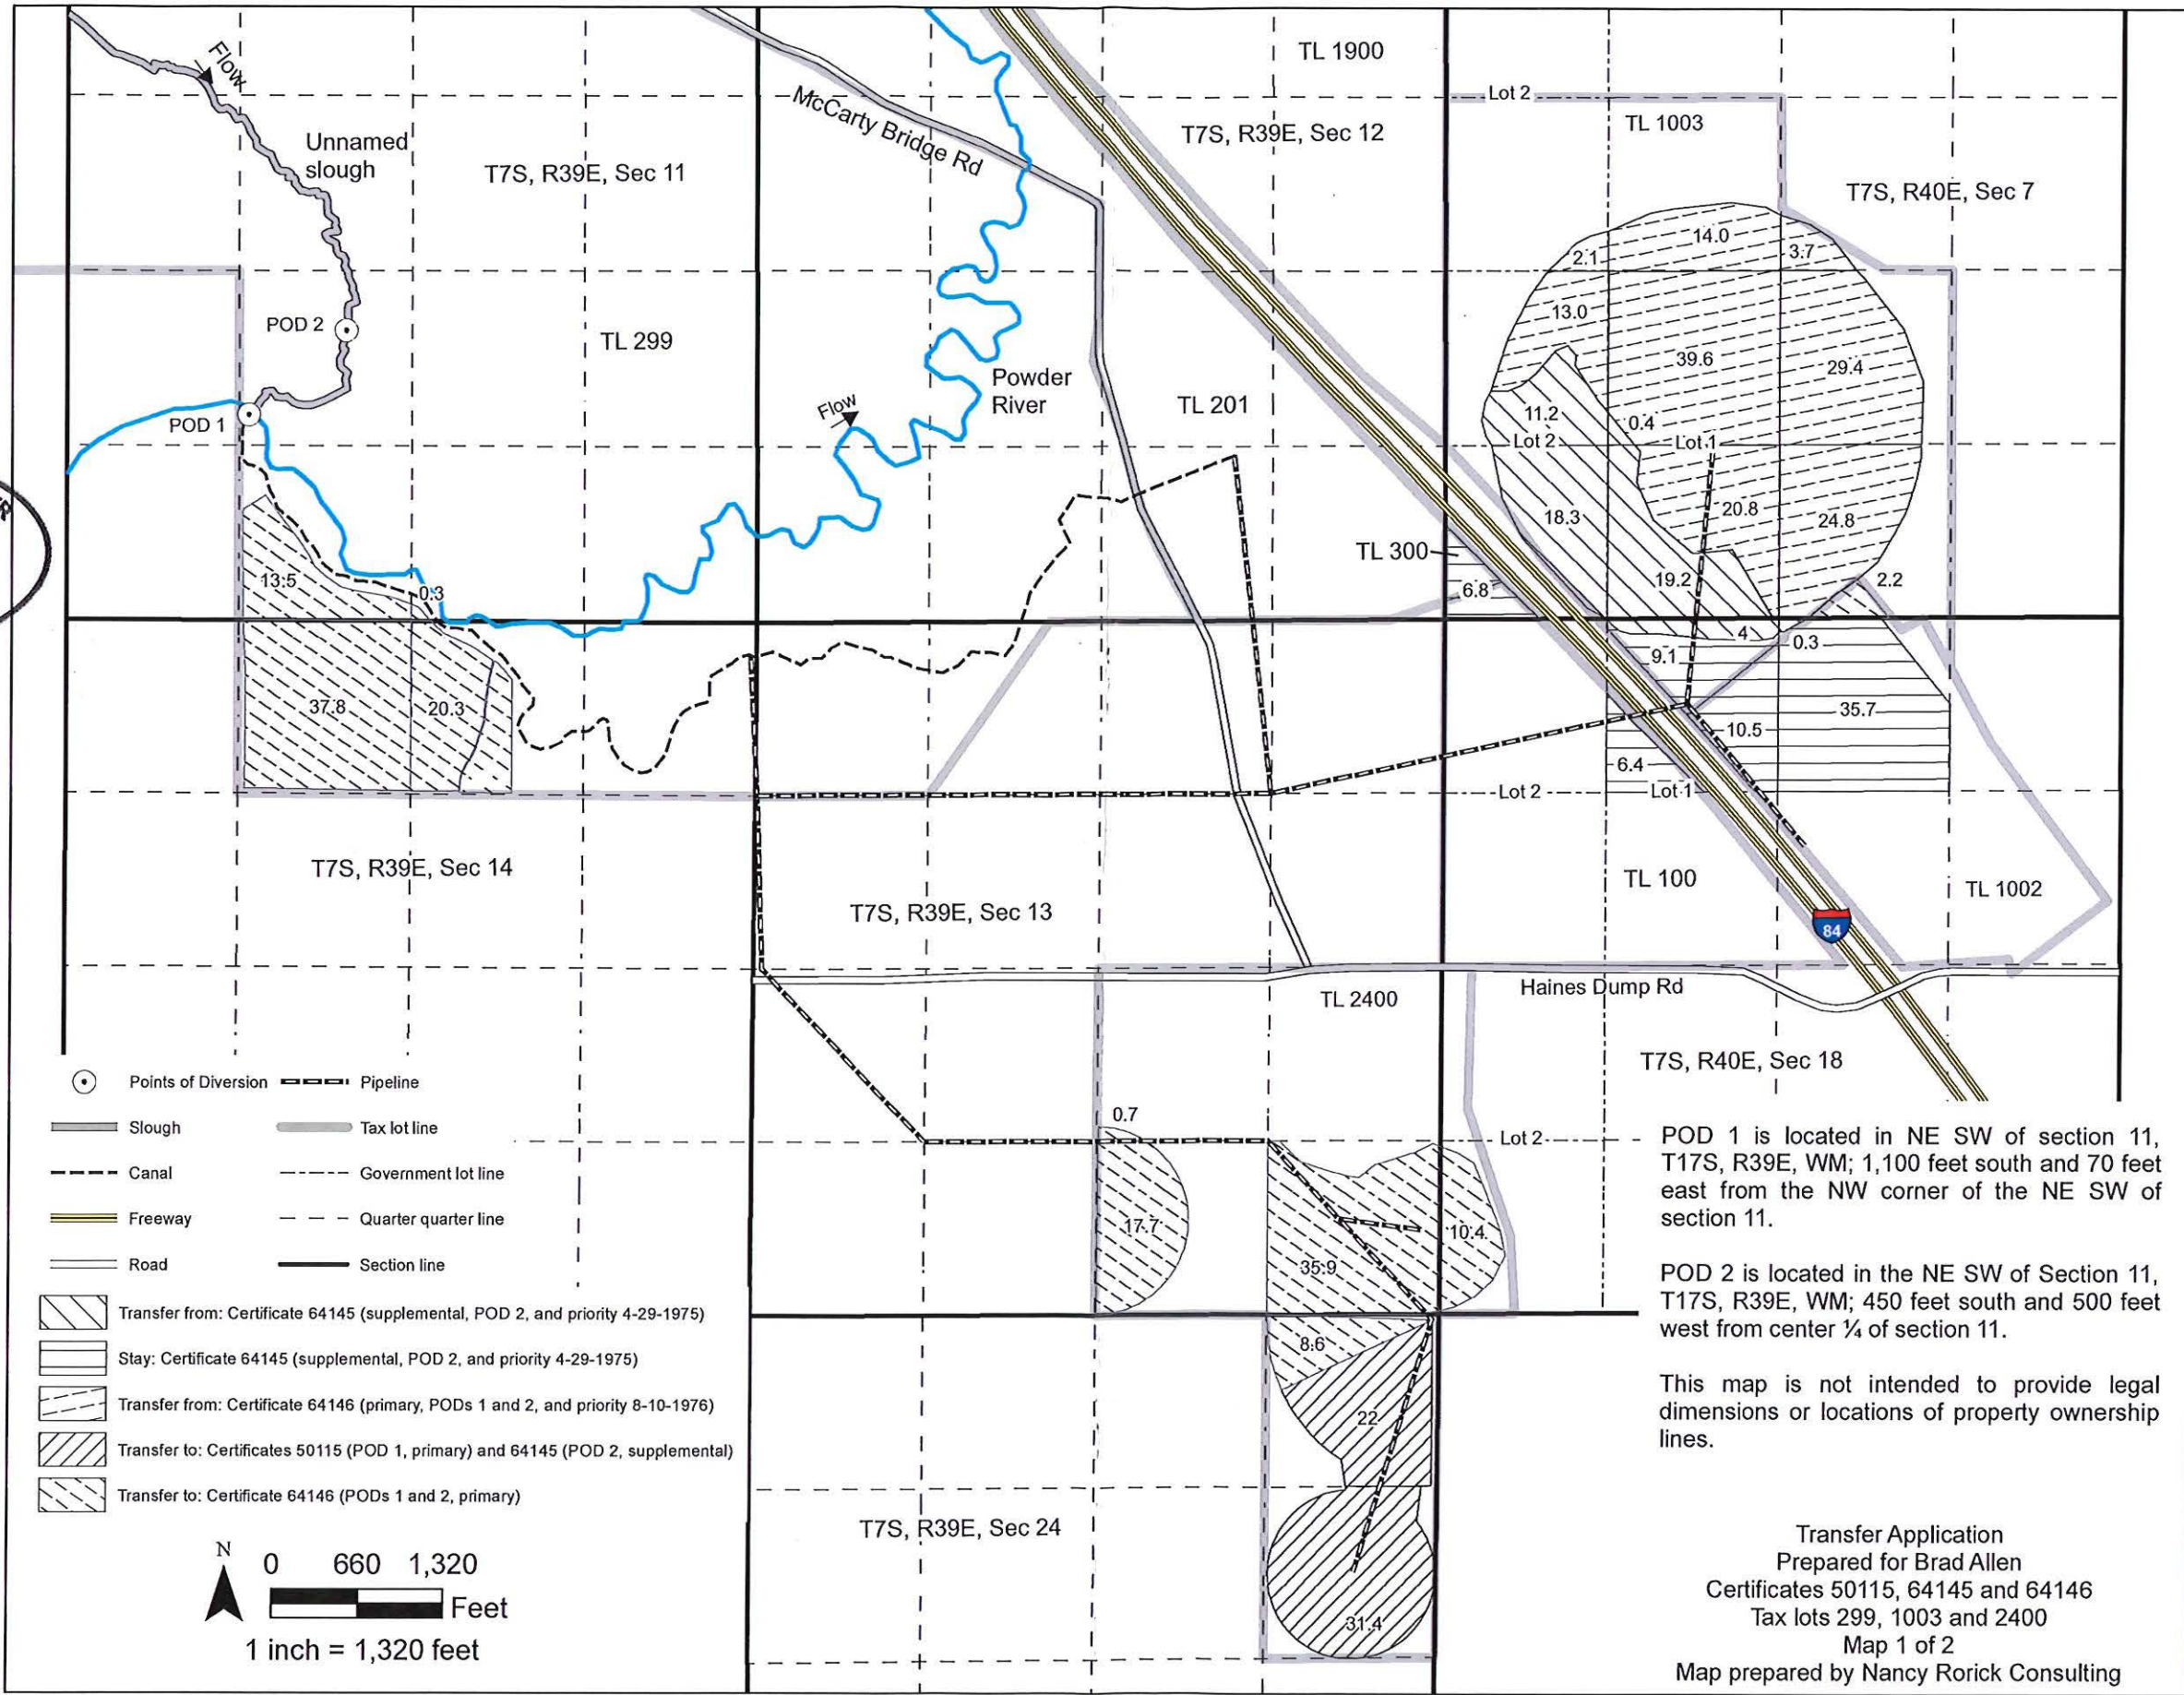 TL 1900
Flow
Lot 2
McCarty Bridge Rd
T7S, R39E, Sec 12
TL 1003
Unnamed
slough
T7S, R39E, Sec 11
T7S, R40E, Sec 7
14.0
3.7
2.1
13.0
POD 2
TL 299
39.6
29.4
Powder
River
Flow
TL 201
11.2
0.4
POD 1
Lot 2
Lot 1
18.3
20.8
24.8
TL 300
13.5
0.3
19.2
2.2
6.8
4
0.3
9.1
37.8
20.3
35.7
10.5
6.4
Lot 2
Lot 1
T7S, R39E, Sec 14
TL 100
TL 1002
T7S, R39E, Sec 13
84
TL 2400
Haines Dump Rd
T7S, R40E, Sec 18
0.7
Lot 2
17.7
10.4
35.9
8.6
22
T7S, R39E, Sec 24
31.4
Points of Diversion
Pipeline
Slough
Tax lot line
Canal
Government lot line
Freeway
Quarter quarter line
Road
Section line
Transfer from: Certificate 64145 (supplemental, POD 2, and priority 4-29-1975)
Stay: Certificate 64145 (supplemental, POD 2, and priority 4-29-1975)
Transfer from: Certificate 64146 (primary, PODs 1 and 2, and priority 8-10-1976)
Transfer to: Certificates 50115 (POD 1, primary) and 64145 (POD 2, supplemental)
Transfer to: Certificate 64146 (PODs 1 and 2, primary)
N
0 660 1,320
Feet
1 inch = 1,320 feet
POD 1 is located in NE SW of section 11,
T17S, R39E, WM; 1,100 feet south and 70 feet
east from the NW corner of the NE SW of
section 11.
POD 2 is located in the NE SW of Section 11,
T17S, R39E, WM; 450 feet south and 500 feet
west from center ¼ of section 11.
This map is not intended to provide legal
dimensions or locations of property ownership
lines.
Transfer Application
Prepared for Brad Allen
Certificates 50115, 64145 and 64146
Tax lots 299, 1003 and 2400
Map 1 of 2
Map prepared by Nancy Rorick Consulting